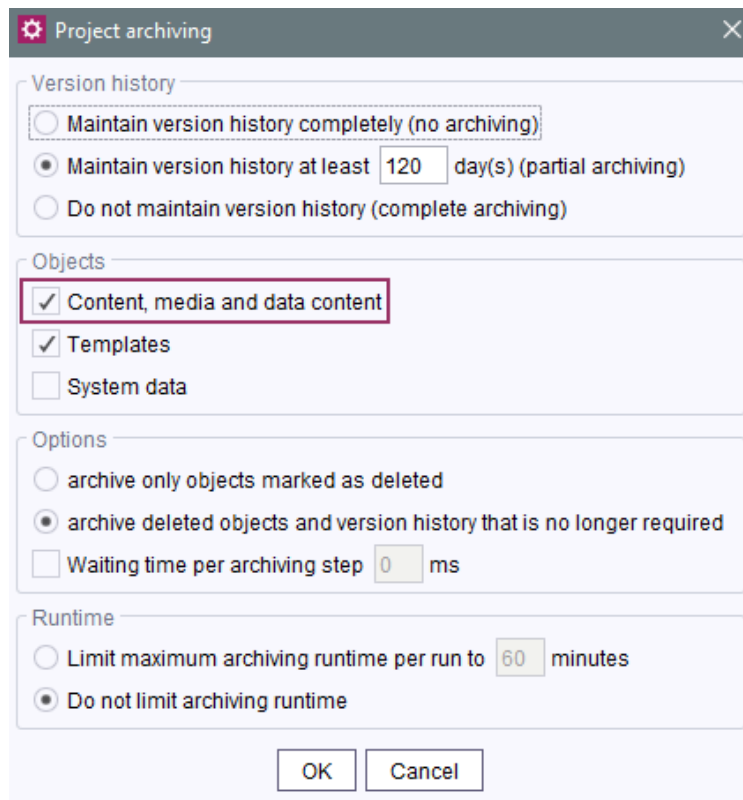 Project archiving
Version history
Maintain version history completely (no archiving)
Maintain version history at least 120 day(s) (partial archiving)
Do not maintain version history (complete archiving)
Objects
Content, media and data content
Templates
System data
Options
archive only objects marked as deleted
archive deleted objects and version history that is no longer required
Waiting time per archiving step 0 ms
Runtime
Limit maximum archiving runtime per run to 60 minutes
Do not limit archiving runtime
OK Cancel